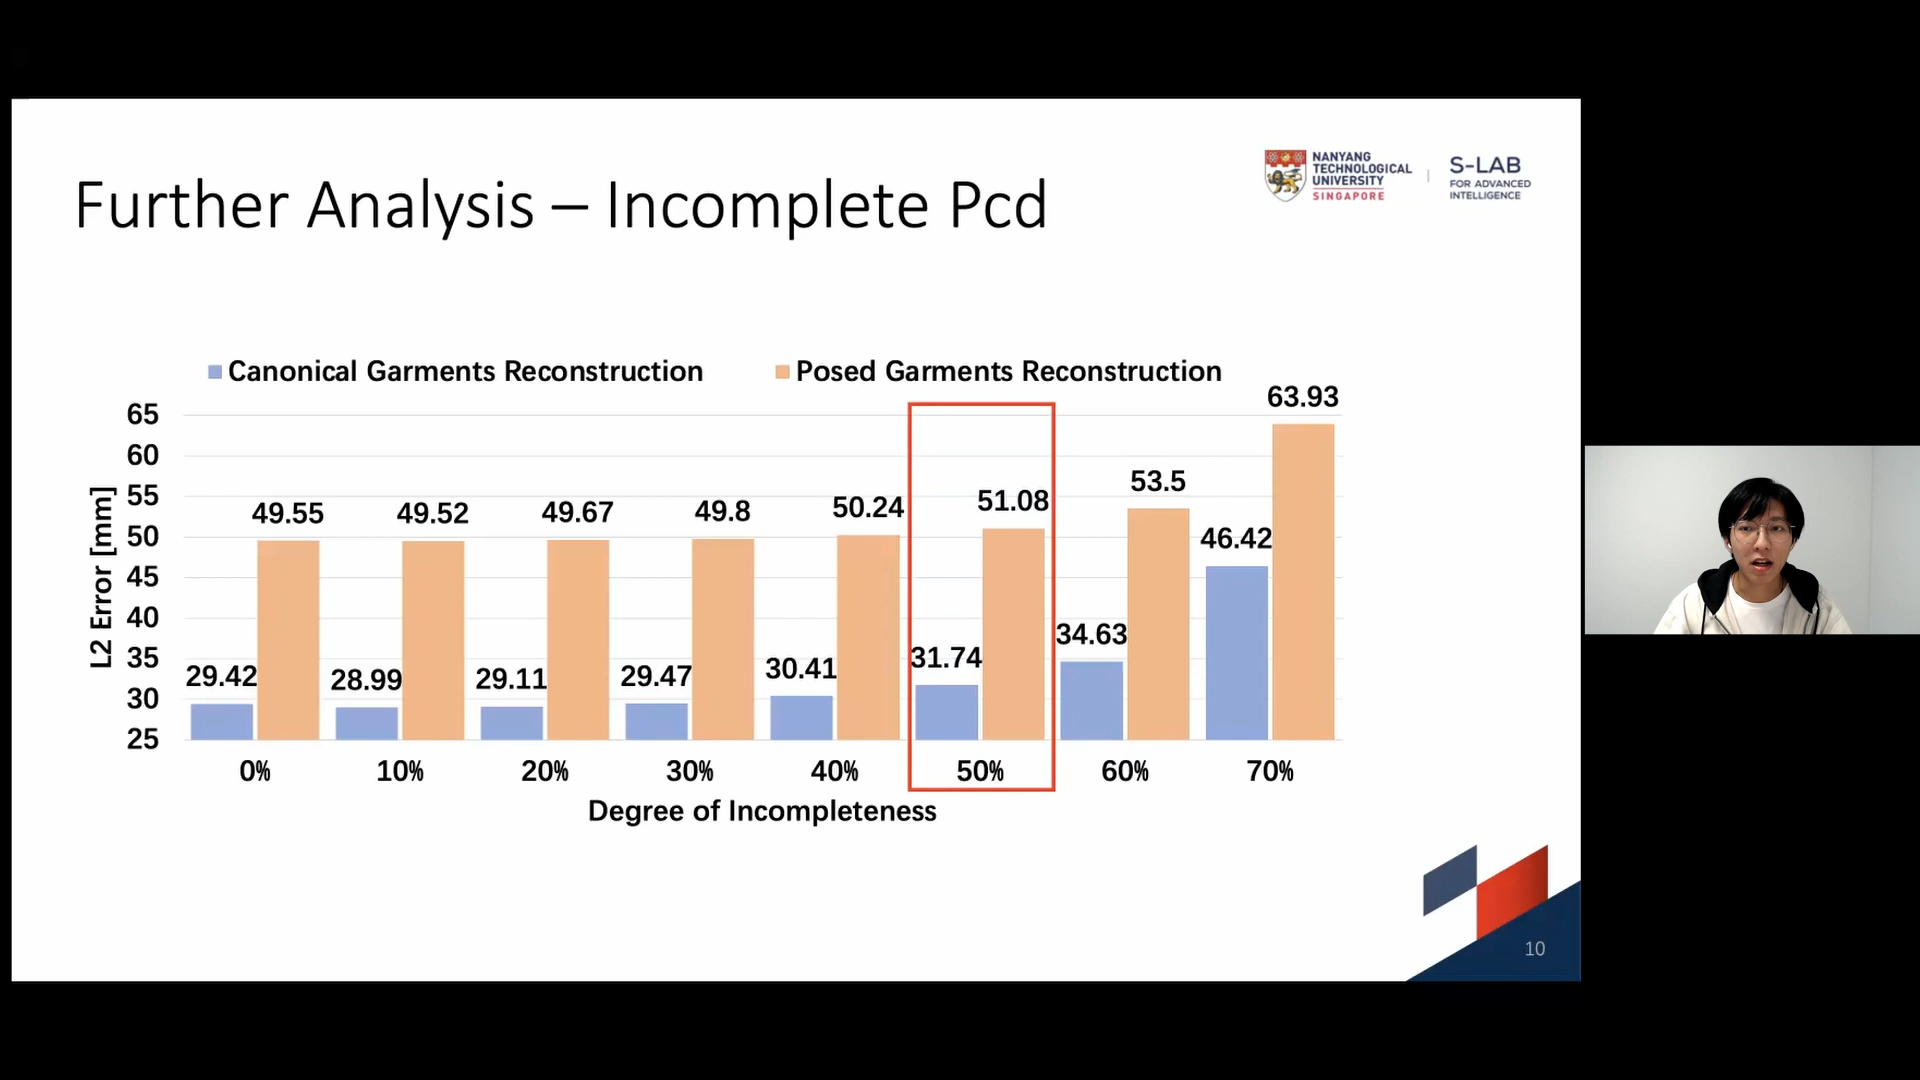 Further Analysis – Incomplete Pcd
NANYANG
TECHNOLOGICAL
UNIVERSITY
SINGAPORE
S-LAB
FOR ADVANCED
INTELLIGENCE
Canonical Garments Reconstruction
Posed Garments Reconstruction
L2 Error [mm]
65
60
55
50
45
40
35
30
25
29.42
49.55
28.99
49.52
29.11
49.67
29.47
49.8
30.41
50.24
31.74
51.08
34.63
53.5
46.42
63.93
0% 10% 20% 30% 40% 50% 60% 70%
Degree of Incompleteness
10